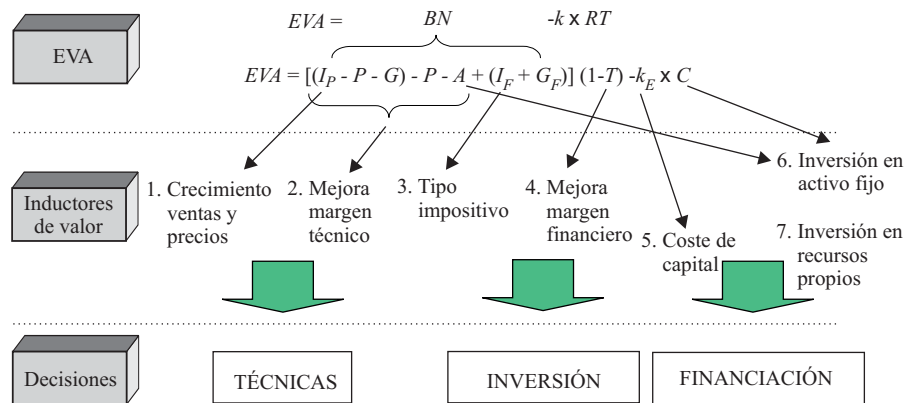 EVA = BN -k x RT
EVA
EVA = [(I_P - P - G) - P - A + (I_F + G_F)] (1-T) -k_E x C
Inductores
de valor
1. Crecimiento
ventas y
precios
2. Mejora
margen
técnico
3. Tipo
impositivo
4. Mejora
margen
financiero
5. Coste de
capital
6. Inversión en
activo fijo
7. Inversión en
recursos
propios
Decisiones
TÉCNICAS
INVERSIÓN
FINANCIACIÓN